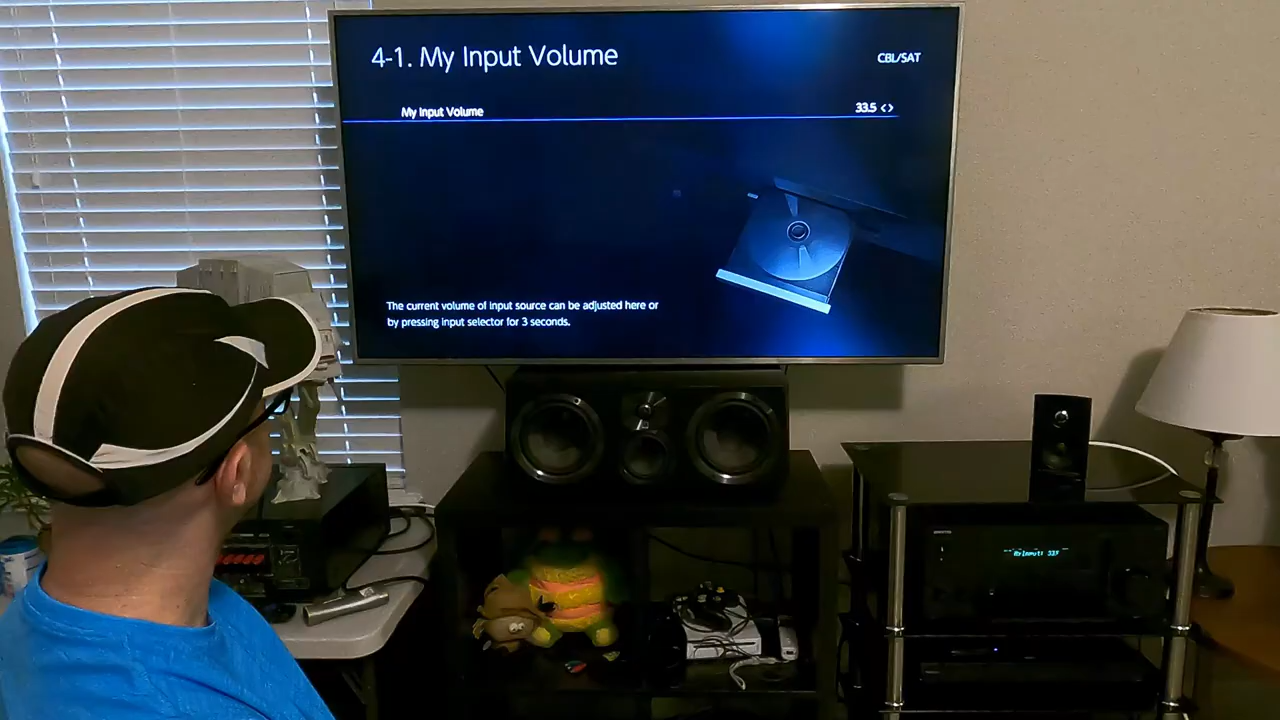 4-1. My Input Volume
CBL/SAT
My Input Volume
33.5 <>
The current volume of input source can be adjusted here or
by pressing input selector for 3 seconds.